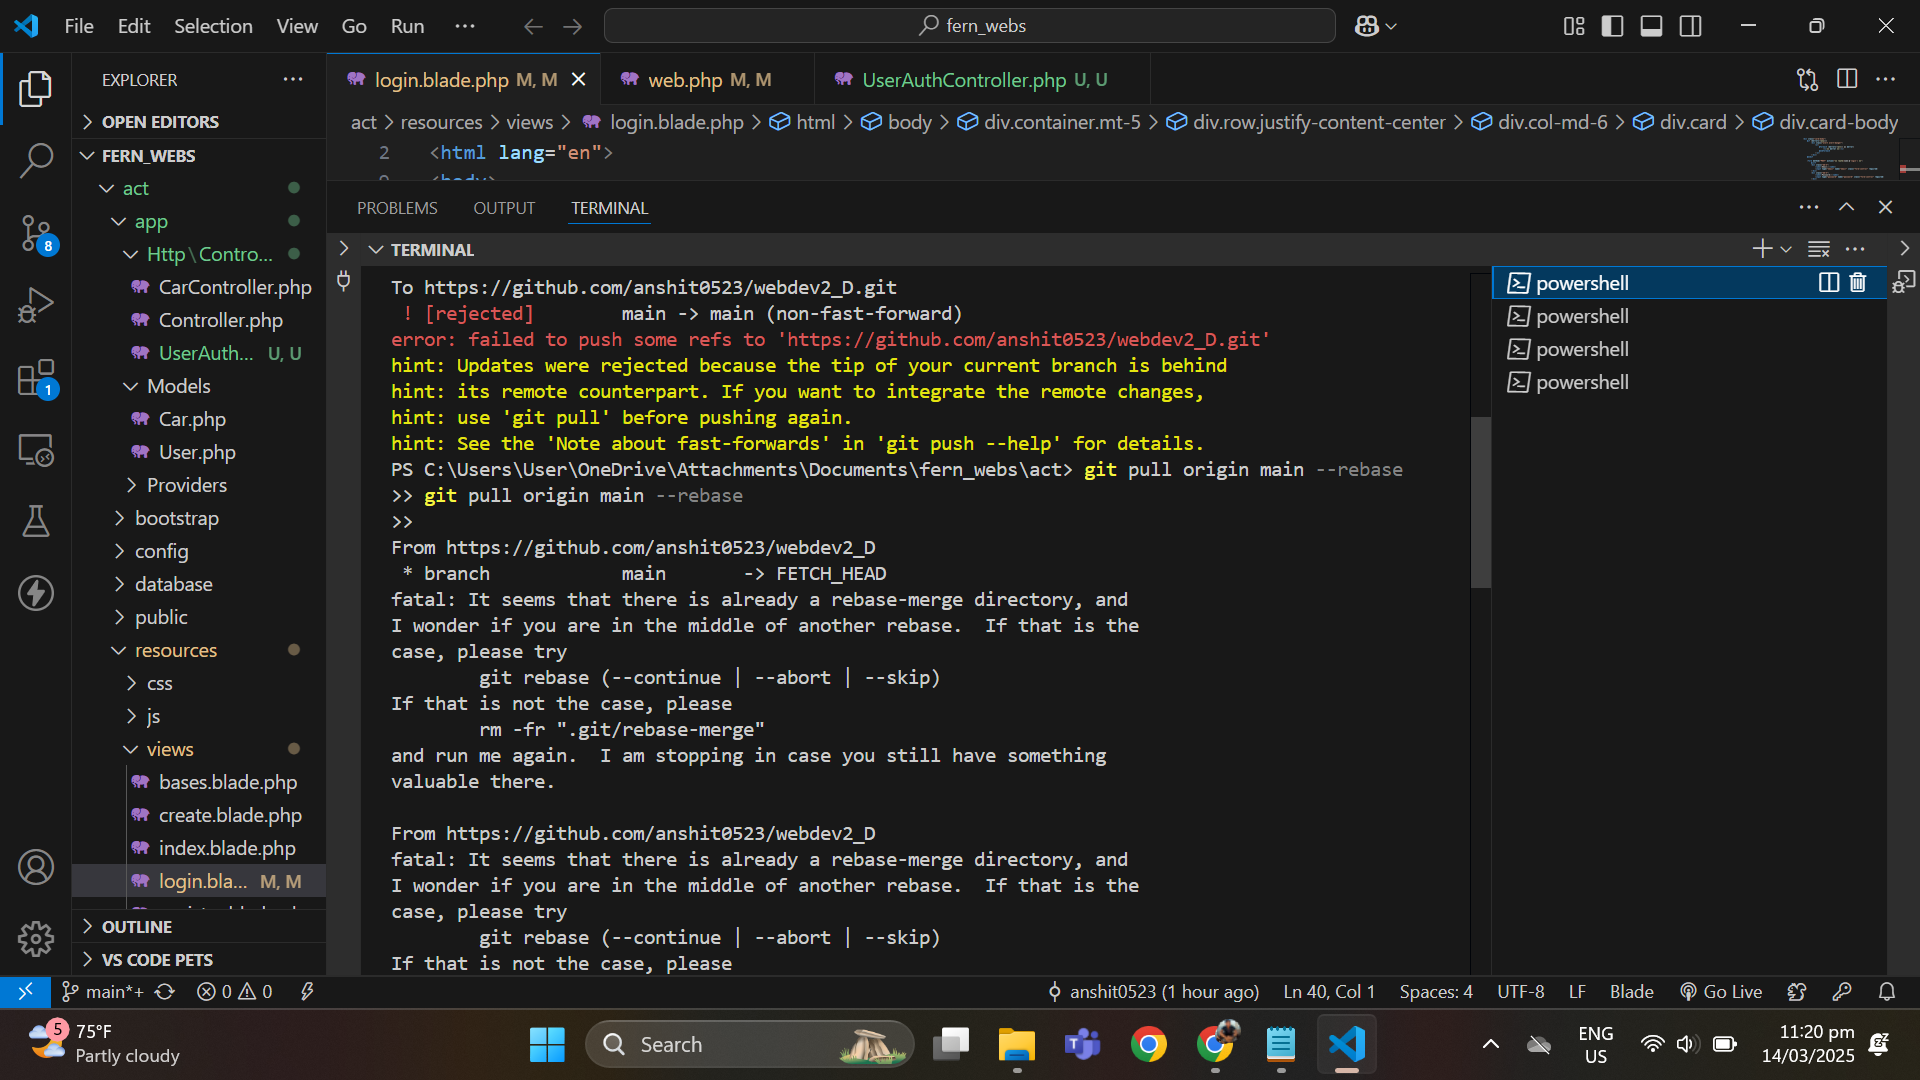 File Edit Selection View Go Run ··· fern_webs
EXPLORER ···
OPEN EDITORS
FERN_WEBS
act
app
Http\Contro...
CarController.php
Controller.php
UserAuth... U, U
Models
Car.php
User.php
Providers
bootstrap
config
database
public
resources
css
js
views
bases.blade.php
create.blade.php
index.blade.php
login.bla... M, M
OUTLINE
VS CODE PETS
8
1
login.blade.php M, M web.php M, M UserAuthController.php U, U
act > resources > views > login.blade.php > html > body > div.container.mt-5 > div.row.justify-content-center > div.col-md-6 > div.card > div.card-body
2 <html lang="en">
PROBLEMS OUTPUT TERMINAL
TERMINAL
To https://github.com/anshit0523/webdev2_D.git
! [rejected] main -> main (non-fast-forward)
error: failed to push some refs to 'https://github.com/anshit0523/webdev2_D.git'
hint: Updates were rejected because the tip of your current branch is behind
hint: its remote counterpart. If you want to integrate the remote changes,
hint: use 'git pull' before pushing again.
hint: See the 'Note about fast-forwards' in 'git push --help' for details.
PS C:\Users\User\OneDrive\Attachments\Documents\fern_webs\act> git pull origin main --rebase
>> git pull origin main --rebase
>>
From https://github.com/anshit0523/webdev2_D
* branch main -> FETCH_HEAD
fatal: It seems that there is already a rebase-merge directory, and
I wonder if you are in the middle of another rebase. If that is the
case, please try
git rebase (--continue | --abort | --skip)
If that is not the case, please
rm -fr ".git/rebase-merge"
and run me again. I am stopping in case you still have something
valuable there.
From https://github.com/anshit0523/webdev2_D
fatal: It seems that there is already a rebase-merge directory, and
I wonder if you are in the middle of another rebase. If that is the
case, please try
git rebase (--continue | --abort | --skip)
If that is not the case, please
powershell
powershell
powershell
powershell
main*+ 0 0 anshit0523 (1 hour ago) Ln 40, Col 1 Spaces: 4 UTF-8 LF Blade Go Live
5
75°F
Partly cloudy
Search
ENG
US
11:20 pm
14/03/2025